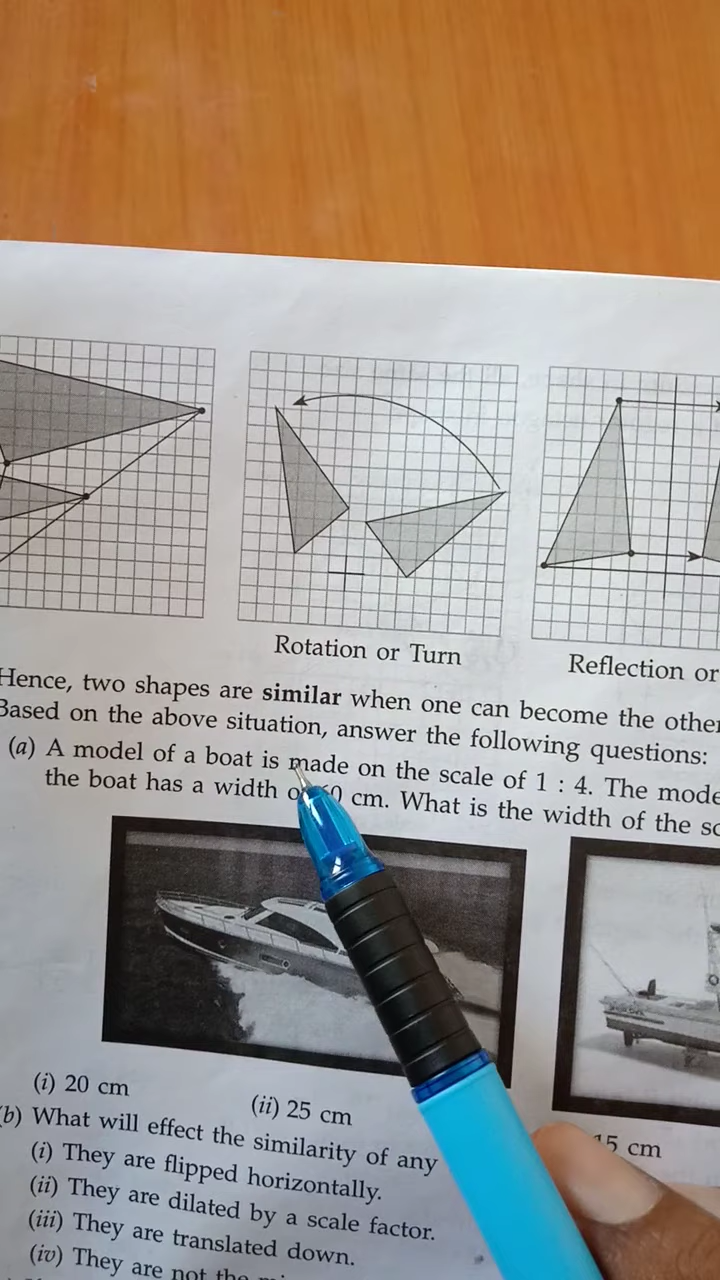 Rotation or Turn
Reflection or
Hence, two shapes are similar when one can become the other
Based on the above situation, answer the following questions:
(a) A model of a boat is made on the scale of 1 : 4. The mode
the boat has a width 60 cm. What is the width of the sc
(i) 20 cm
(ii) 25 cm
15 cm
(b) What will effect the similarity of any
(i) They are flipped horizontally.
(ii) They are dilated by a scale factor.
(iii) They are translated down.
(iv) They are not the